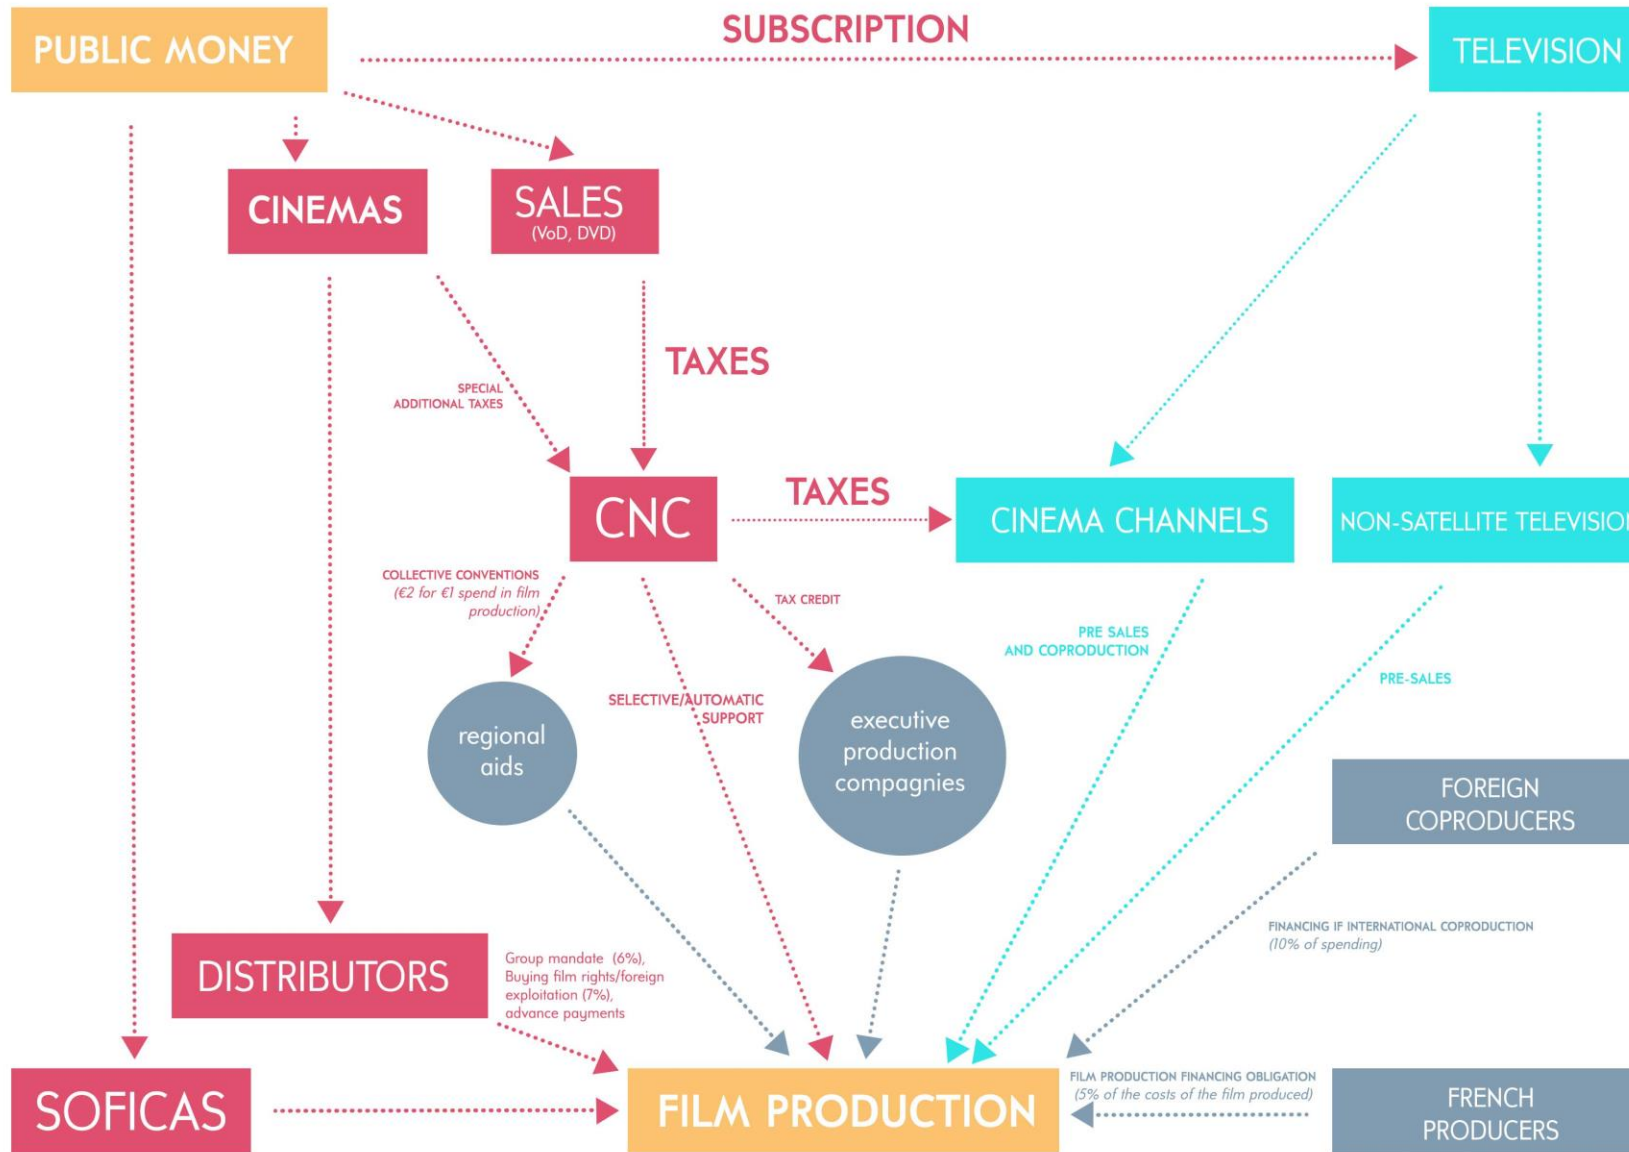 PUBLIC MONEY
SUBSCRIPTION
TELEVISION
CINEMAS
SALES
(VoD, DVD)
TAXES
SPECIAL
ADDITIONAL TAXES
CNC
TAXES
CINEMA CHANNELS
NON-SATELLITE TELEVISION
COLLECTIVE CONVENTIONS
(€2 for €1 spend in film
production)
TAX CREDIT
PRE SALES
AND COPRODUCTION
PRE-SALES
SELECTIVE/AUTOMATIC
SUPPORT
regional
aids
executive
production
compagnies
FOREIGN
COPRODUCERS
FINANCING IF INTERNATIONAL COPRODUCTION
(10% of spending)
DISTRIBUTORS
Group mandate (6%),
Buying film rights/foreign
exploitation (7%),
advance payments
SOFICAS
FILM PRODUCTION
FILM PRODUCTION FINANCING OBLIGATION
(5% of the costs of the film produced)
FRENCH
PRODUCERS